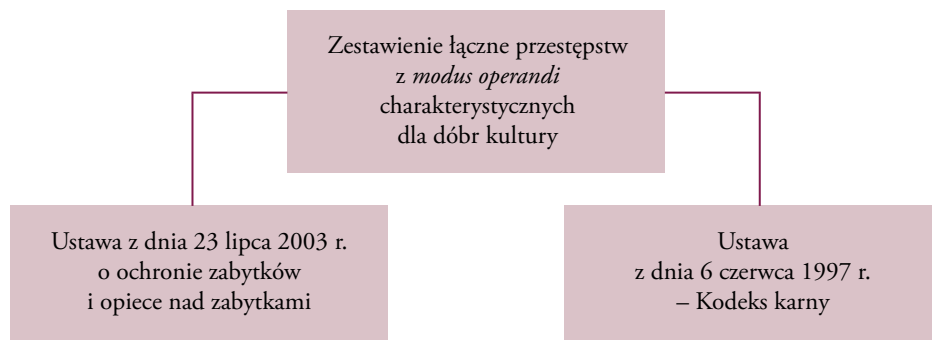 Zestawienie łączne przestępstw
z modus operandi
charakterystycznych
dla dóbr kultury
Ustawa z dnia 23 lipca 2003 r.
o ochronie zabytków
i opiece nad zabytkami
Ustawa
z dnia 6 czerwca 1997 r.
– Kodeks karny